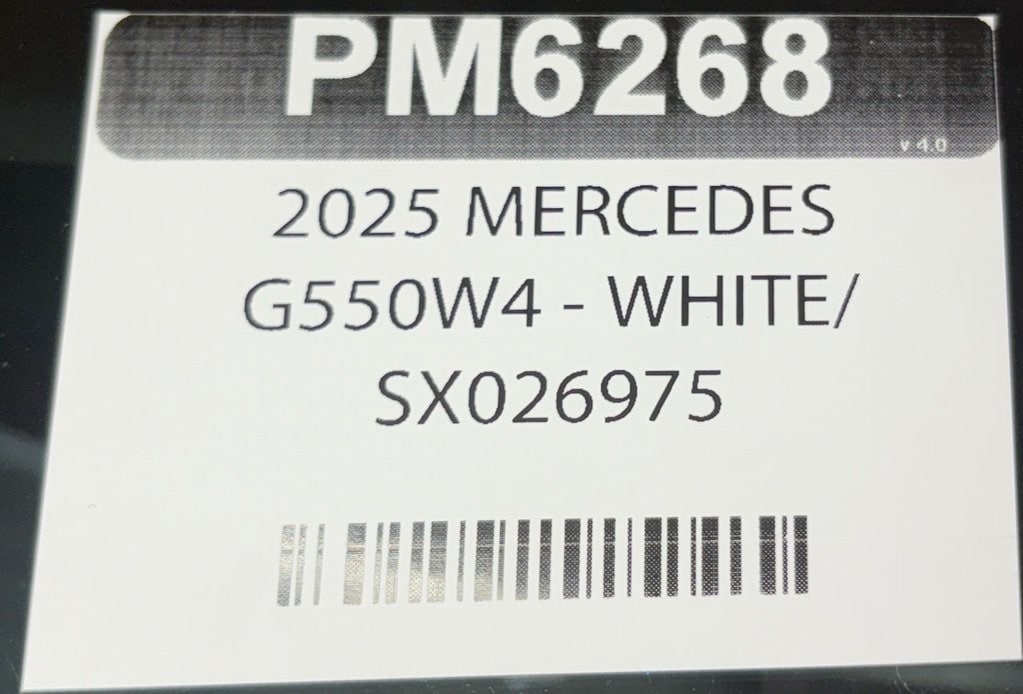 PM6268
v 4.0
2025 MERCEDES
G550W4 - WHITE/
SX026975